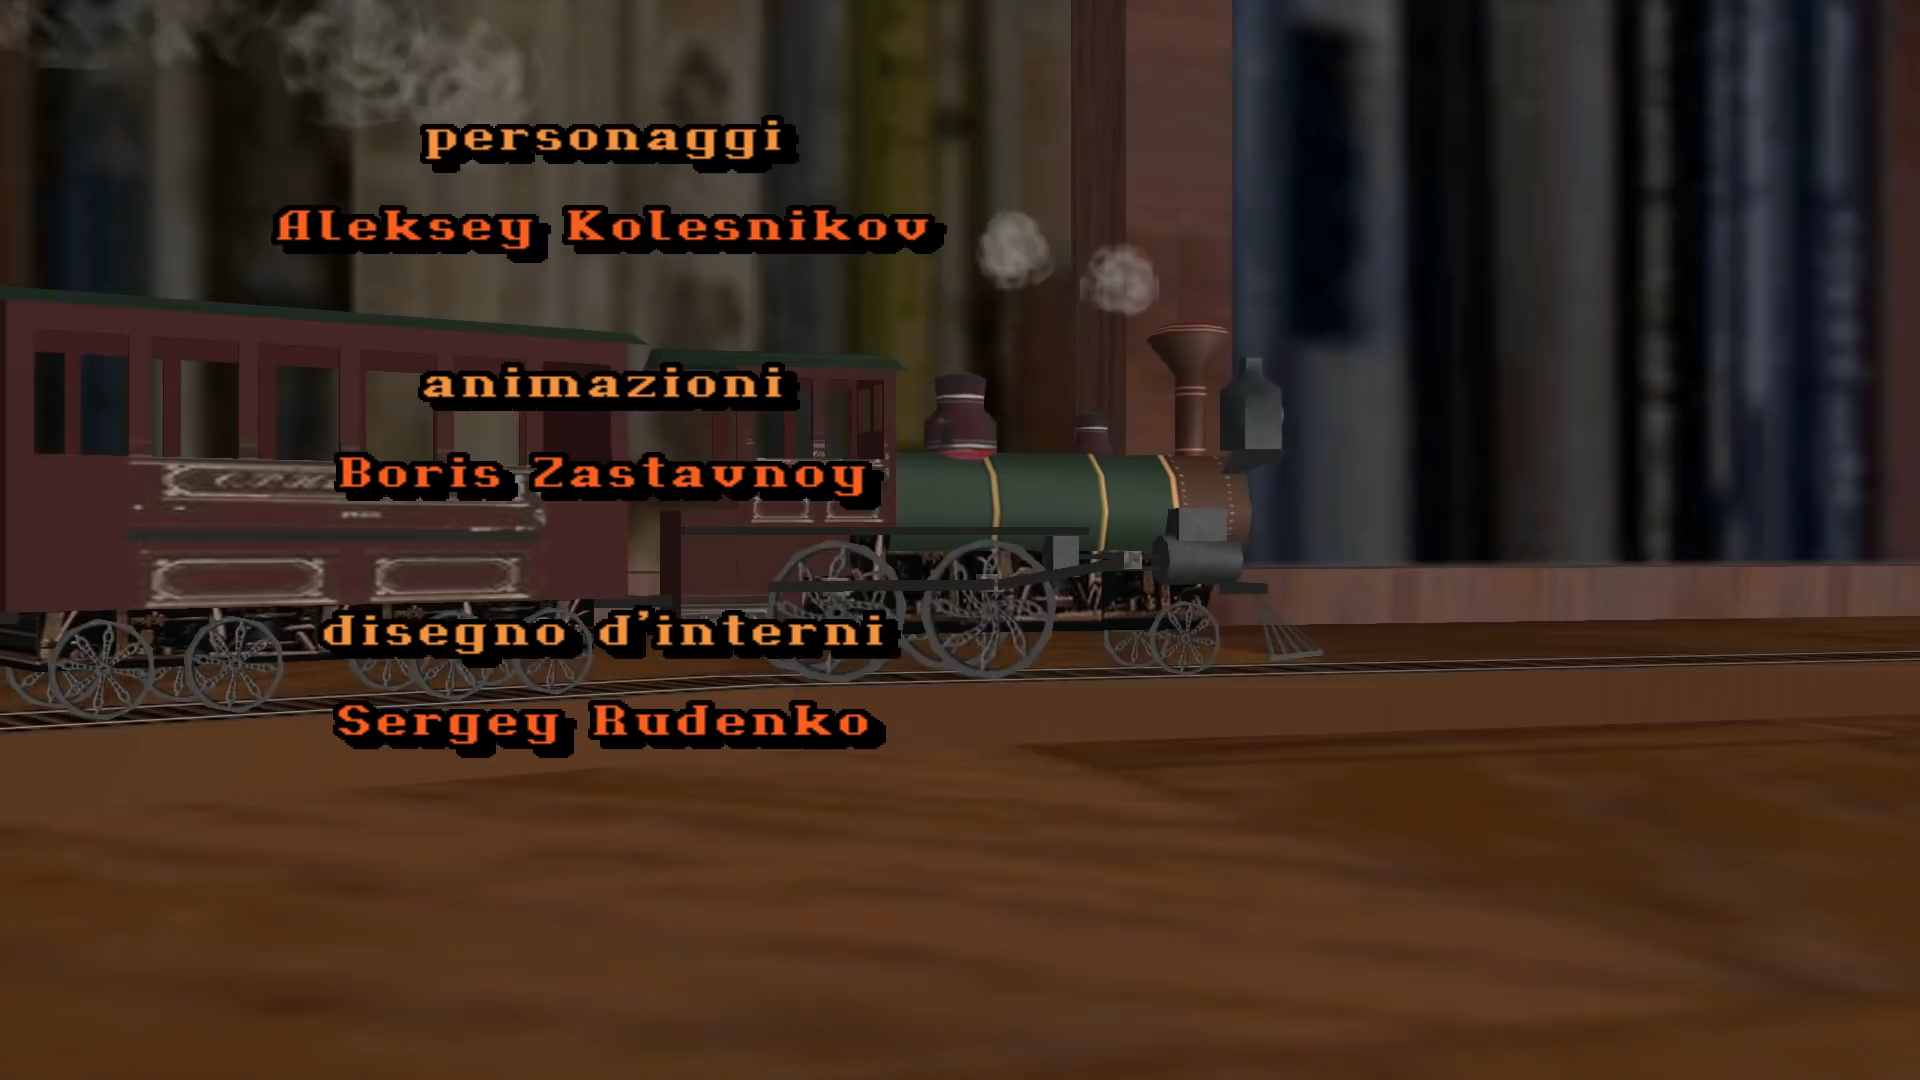 personaggi
Aleksey Kolesnikov
animazioni
Boris Zastavnoy
disegno d'interni
Sergey Rudenko